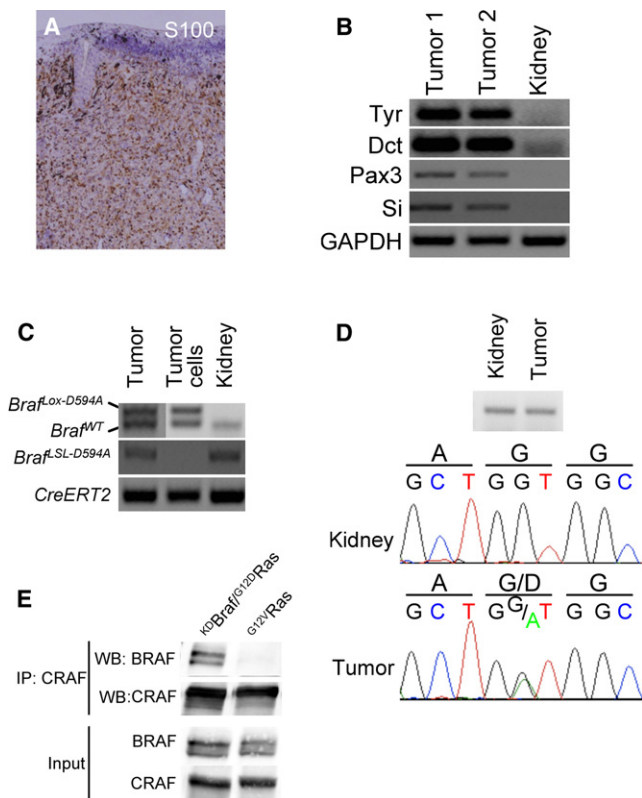 A
S100
B
Tumor 1
Tumor 2
Kidney
Tyr
Dct
Pax3
Si
GAPDH
C
Tumor
Tumor cells
Kidney
Braf^Lox-D594A
Braf^WT
Braf^LSL-D594A
CreERT2
D
Kidney
Tumor
A G G
G C T G G T G G C
Kidney
A G/D G
G C T G G/A T G G C
Tumor
E
^KDBraf/^G12DRas
^G12VRas
IP: CRAF
WB: BRAF
WB:CRAF
Input
BRAF
CRAF